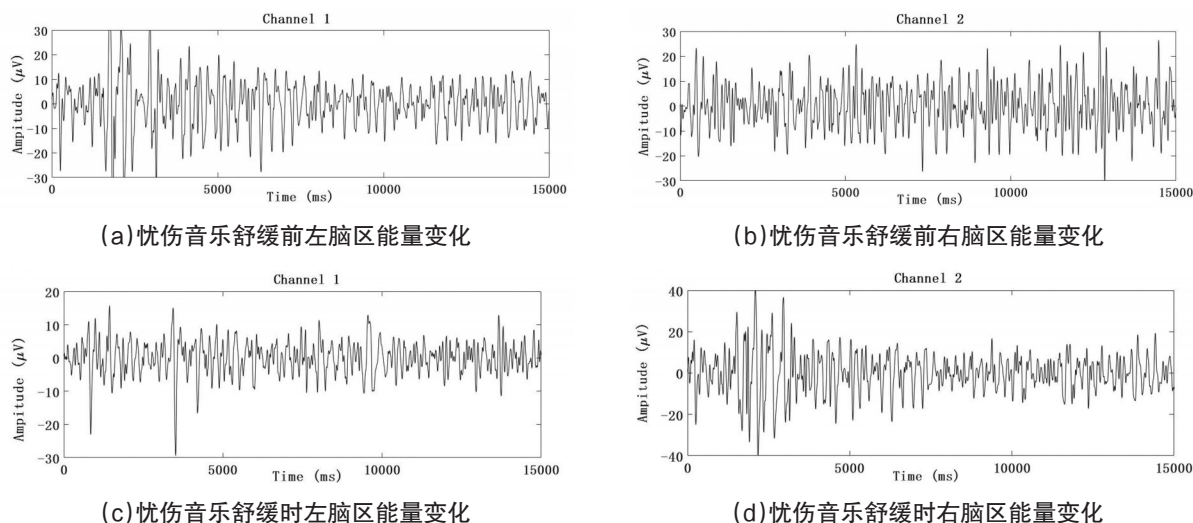 Channel 1
30
20
10
0
-10
-20
-30
Ampitude (μV)
0
5000
10000
15000
Time (ms)
(a)忧伤音乐舒缓前左脑区能量变化
Channel 2
30
20
10
0
-10
-20
-30
Ampitude (μV)
0
5000
10000
15000
Time (ms)
(b)忧伤音乐舒缓前右脑区能量变化
Channel 1
20
10
0
-10
-20
-30
Ampitude (μV)
0
5000
10000
15000
Time (ms)
(c)忧伤音乐舒缓时左脑区能量变化
Channel 2
40
20
0
-20
-40
Ampitude (μV)
0
5000
10000
15000
Time (ms)
(d)忧伤音乐舒缓时右脑区能量变化